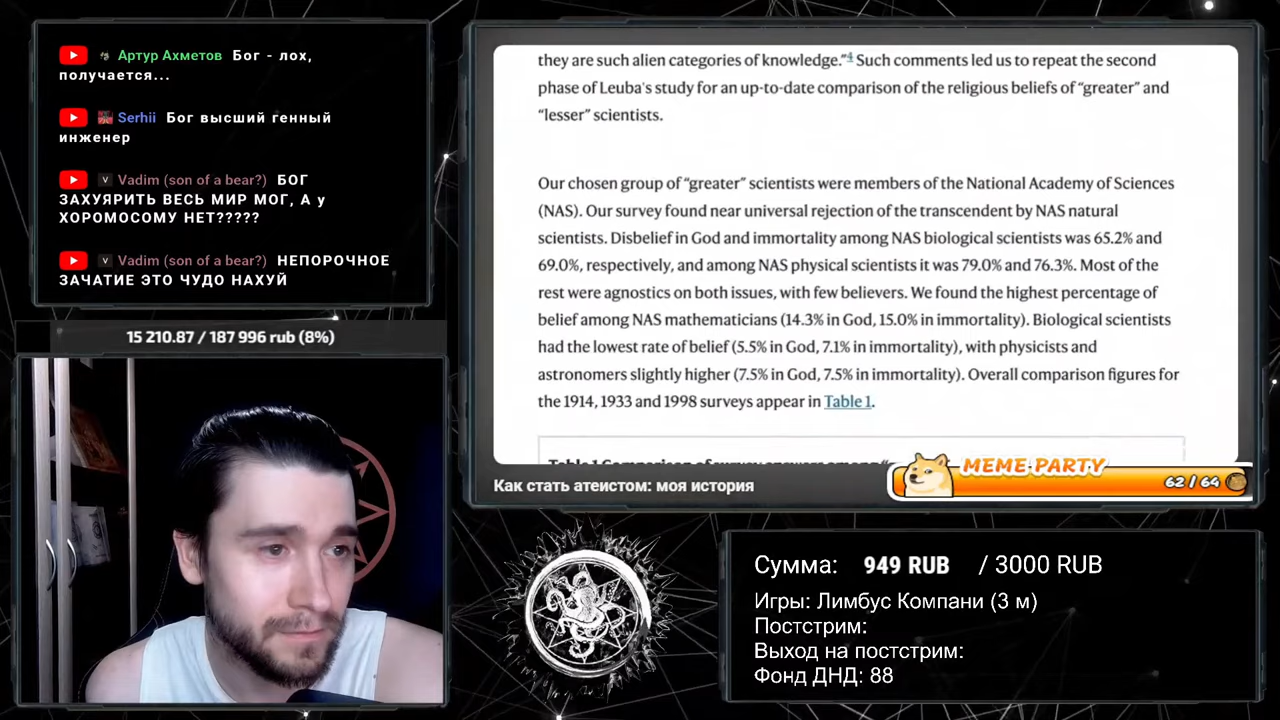 Артур Ахметов Бог - лох,
получается...
Serhii Бог высший генный
инженер
Vadim (son of a bear?) БОГ
ЗАХУЯРИТЬ ВЕСЬ МИР МОГ, А у
ХОРОМОСОМУ НЕТ?????
Vadim (son of a bear?) НЕПОРОЧНОЕ
ЗАЧАТИЕ ЭТО ЧУДО НАХУЙ
15 210.87 / 187 996 rub (8%)
they are such alien categories of knowledge."4 Such comments led us to repeat the second
phase of Leuba's study for an up-to-date comparison of the religious beliefs of “greater” and
“lesser” scientists.
Our chosen group of “greater” scientists were members of the National Academy of Sciences
(NAS). Our survey found near universal rejection of the transcendent by NAS natural
scientists. Disbelief in God and immortality among NAS biological scientists was 65.2% and
69.0%, respectively, and among NAS physical scientists it was 79.0% and 76.3%. Most of the
rest were agnostics on both issues, with few believers. We found the highest percentage of
belief among NAS mathematicians (14.3% in God, 15.0% in immortality). Biological scientists
had the lowest rate of belief (5.5% in God, 7.1% in immortality), with physicists and
astronomers slightly higher (7.5% in God, 7.5% in immortality). Overall comparison figures for
the 1914, 1933 and 1998 surveys appear in Table 1.
Table 1 Comparison of survey answers among “
Как стать атеистом: моя история
MEME PARTY
62 / 64
Сумма: 949 RUB / 3000 RUB
Игры: Лимбус Компани (3 м)
Постстрим:
Выход на постстрим:
Фонд ДНД: 88